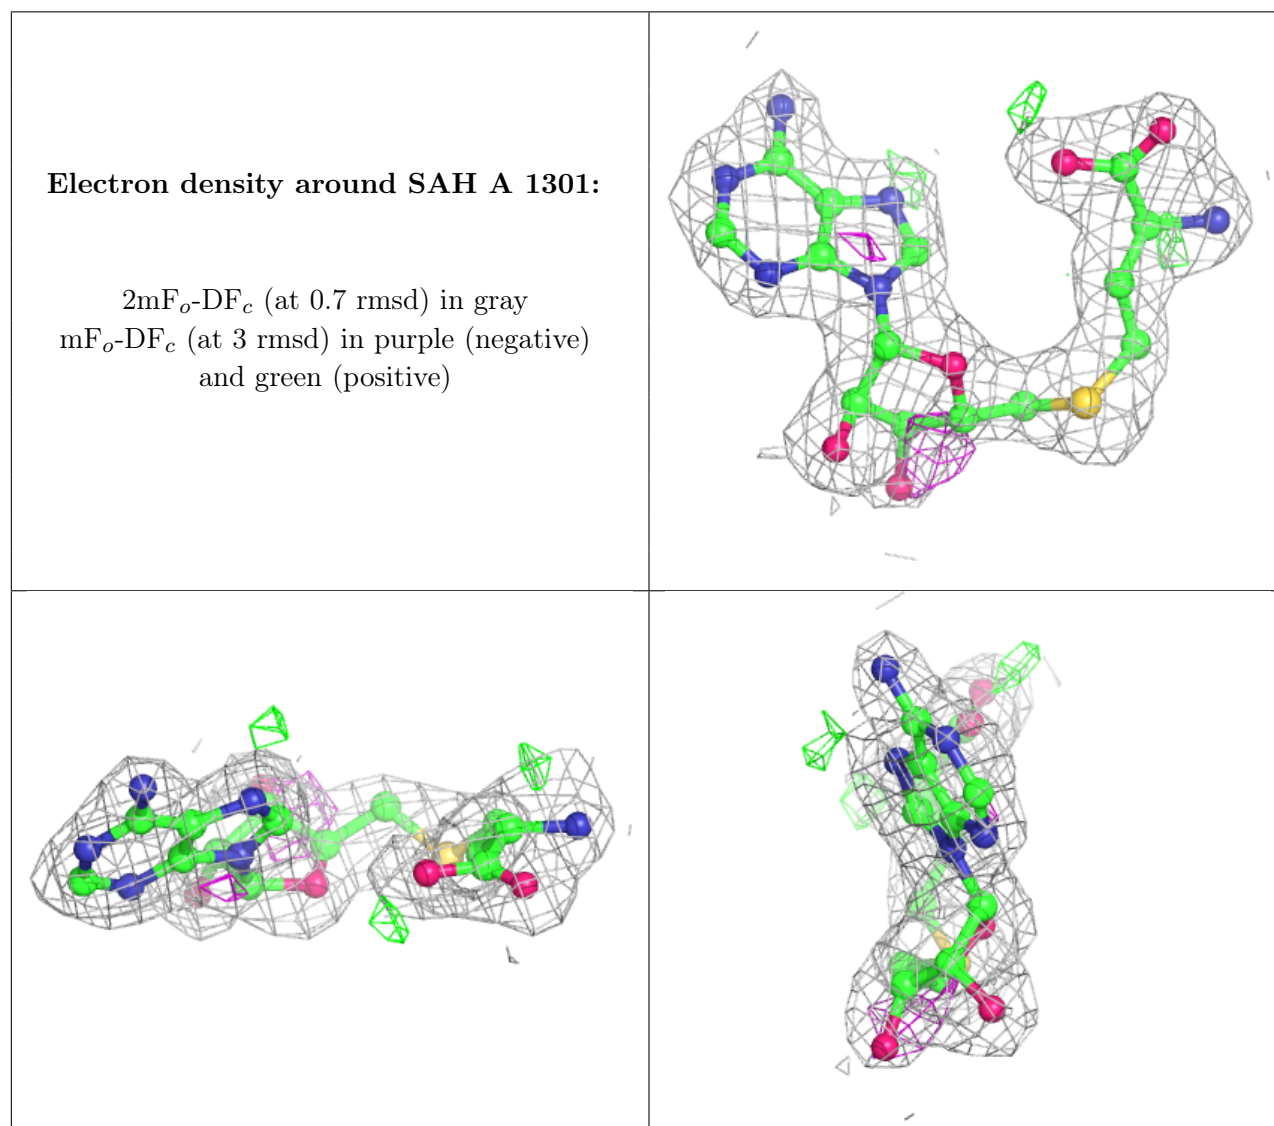 Electron density around SAH A 1301:
2mFo-DFc (at 0.7 rmsd) in gray
mFo-DFc (at 3 rmsd) in purple (negative)
and green (positive)